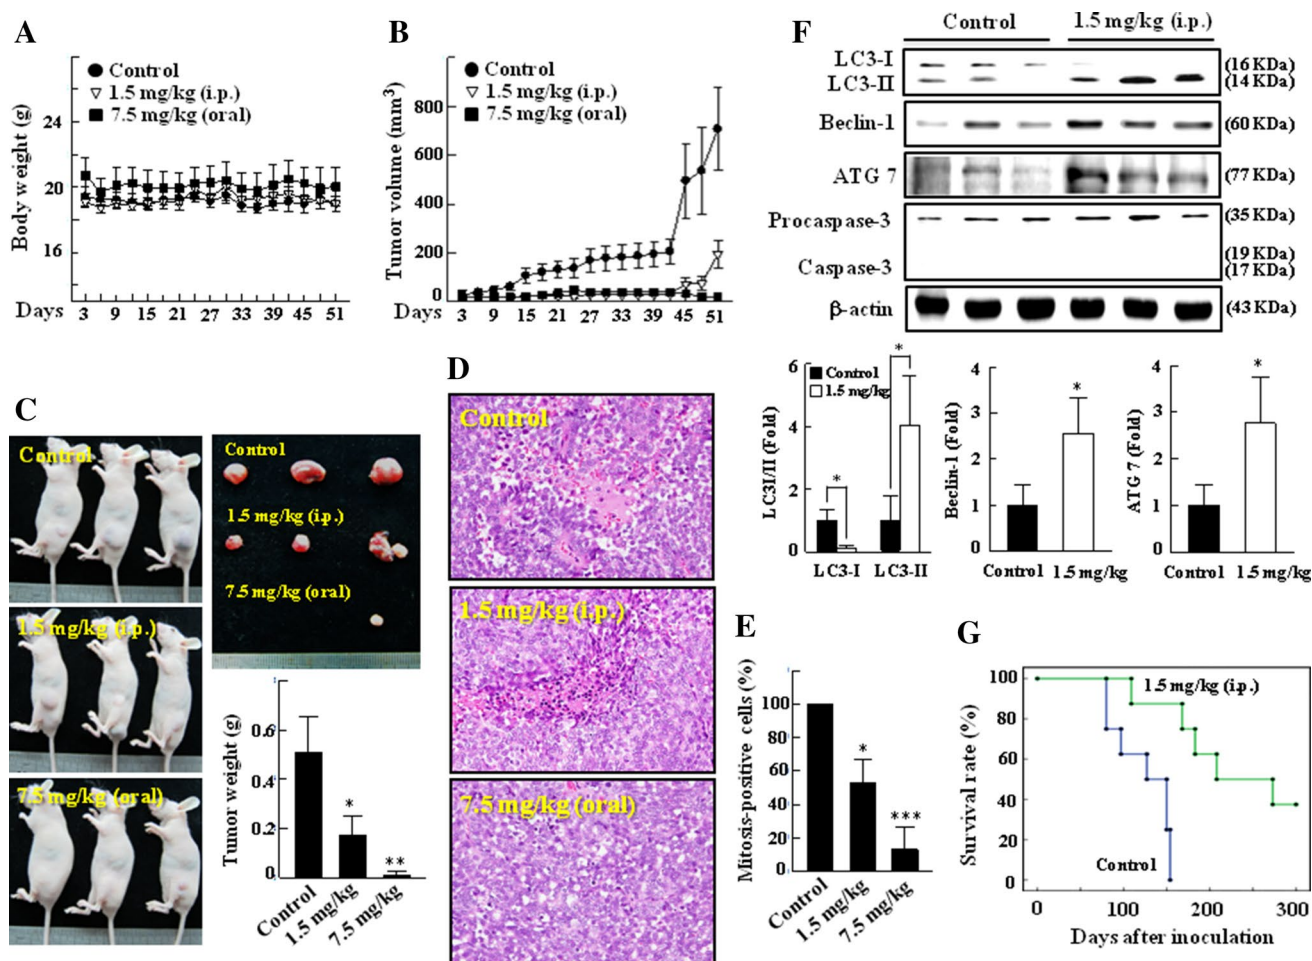 A
Control
1.5 mg/kg (i.p.)
7.5 mg/kg (oral)
Body weight (g)
24
20
18
16
Days 3 9 15 21 27 33 39 45 51
B
Control
1.5 mg/kg (i.p.)
7.5 mg/kg (oral)
Tumor volume (mm3)
800
600
400
200
0
Days 3 9 15 21 27 33 39 45 51
C
Control
1.5 mg/kg (i.p.)
7.5 mg/kg (oral)
Control
1.5 mg/kg (i.p.)
7.5 mg/kg (oral)
Tumor weight (g)
0.8
0.6
0.4
0.2
0
*
**
Control
1.5 mg/kg
7.5 mg/kg
D
Control
1.5 mg/kg (i.p.)
7.5 mg/kg (oral)
E
Mitosis-positive cells (%)
100
80
60
40
20
0
*
***
Control
1.5 mg/kg
7.5 mg/kg
F
Control 1.5 mg/kg (i.p.)
LC3-I (16 KDa)
LC3-II (14 KDa)
Beclin-1 (60 KDa)
ATG 7 (77 KDa)
Procaspase-3 (35 KDa)
Caspase-3 (19 KDa)
(17 KDa)
β-actin (43 KDa)
LC3I/II (Fold)
6
4
2
0
Control
1.5 mg/kg
*
*
LC3-I LC3-II
Beclin-1 (Fold)
4
3
2
1
0
*
Control 1.5 mg/kg
ATG 7 (Fold)
4
3
2
1
0
*
Control 1.5 mg/kg
G
Survival rate (%)
100
80
60
40
20
0
1.5 mg/kg (i.p.)
Control
0 100 200 300
Days after inoculation